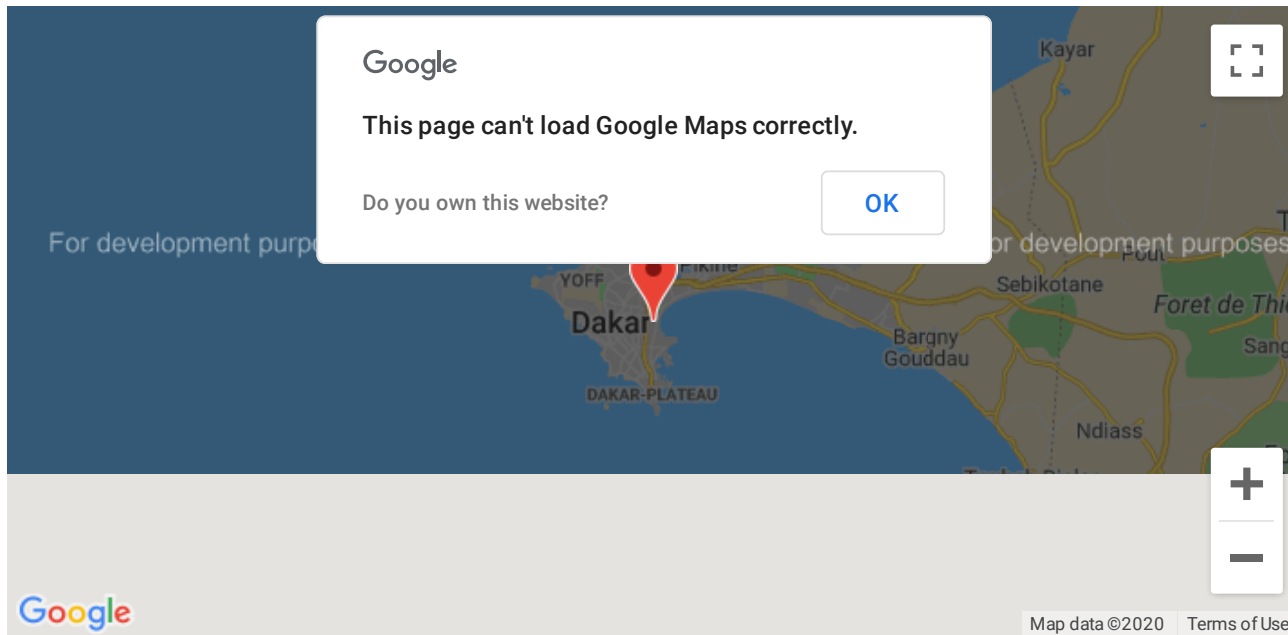 Google
This page can't load Google Maps correctly.
Do you own this website?
OK
For development purp
or development purposes
Kayar
Pout
YOFF
Pikine
Sebikotane
Foret de Thi
Dakar
Bargny
Gouddau
Sang
DAKAR-PLATEAU
Ndiass
Google
Map data ©2020
Terms of Use